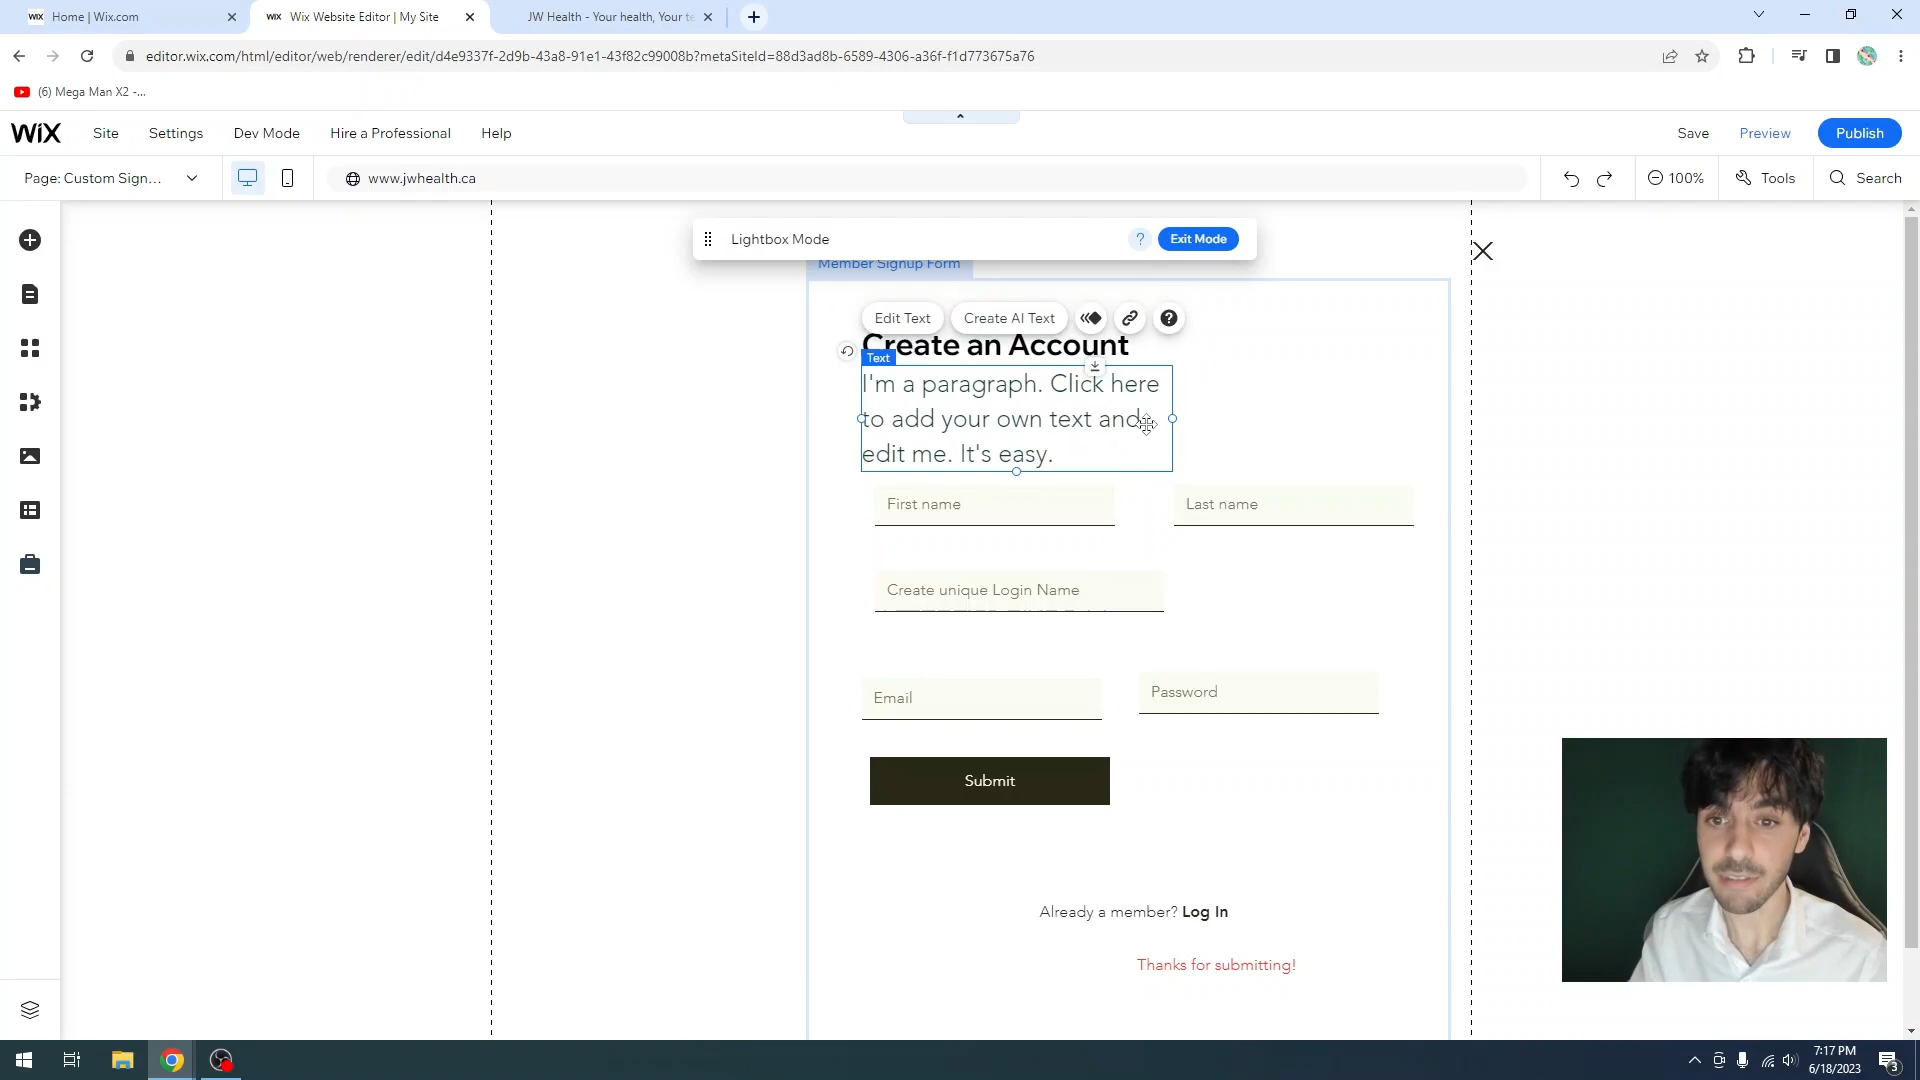 WIX Home | Wix.com
WIX Wix Website Editor | My Site
JW Health - Your health, Your te
editor.wix.com/html/editor/web/renderer/edit/d4e9337f-2d9b-43a8-91e1-43f82c99008b?metaSiteId=88d3ad8b-6589-4306-a36f-f1d773675a76
(6) Mega Man X2 -...
WiX Site Settings Dev Mode Hire a Professional Help Save Preview Publish
Page: Custom Sign... www.jwhealth.ca 100% Tools Search
Lightbox Mode ? Exit Mode
Member Signup Form
Edit Text Create AI Text ?
Create an Account
Text
I'm a paragraph. Click here
to add your own text and
edit me. It's easy.
First name Last name
Create unique Login Name
Email Password
Submit
Already a member? Log In
Thanks for submitting!
7:17 PM
6/18/2023
3